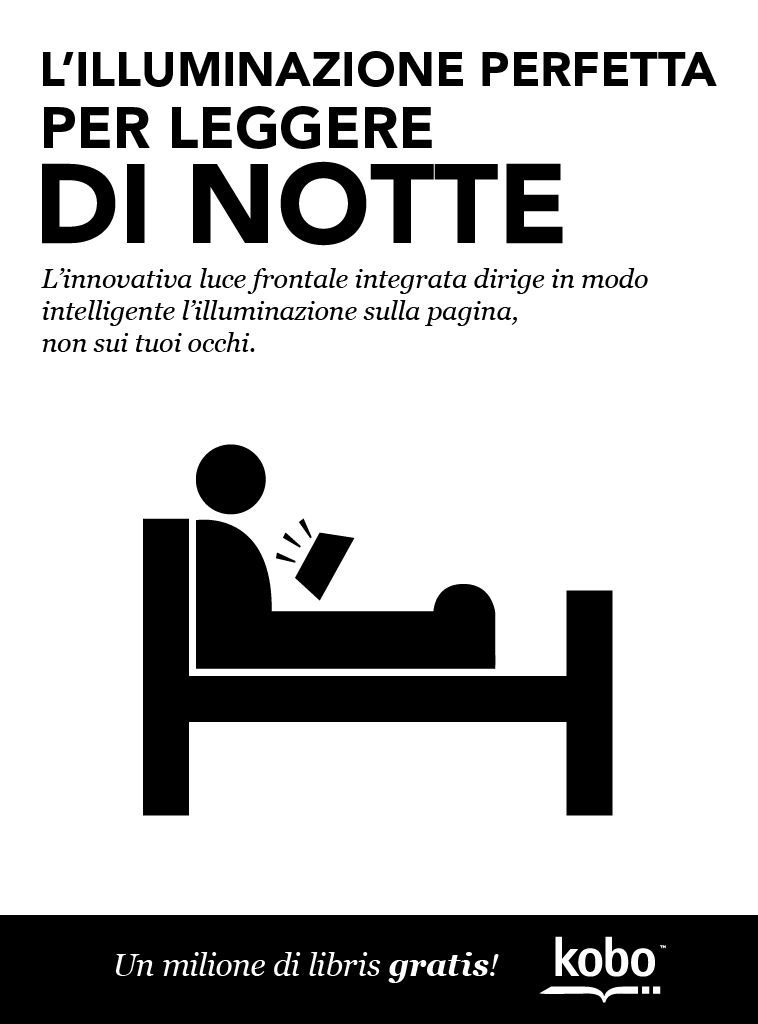 L'ILLUMINAZIONE PERFETTA
PER LEGGERE
DI NOTTE
L'innovativa luce frontale integrata dirige in modo
intelligente l'illuminazione sulla pagina,
non sui tuoi occhi.
Un milione di libris gratis!
kobo™